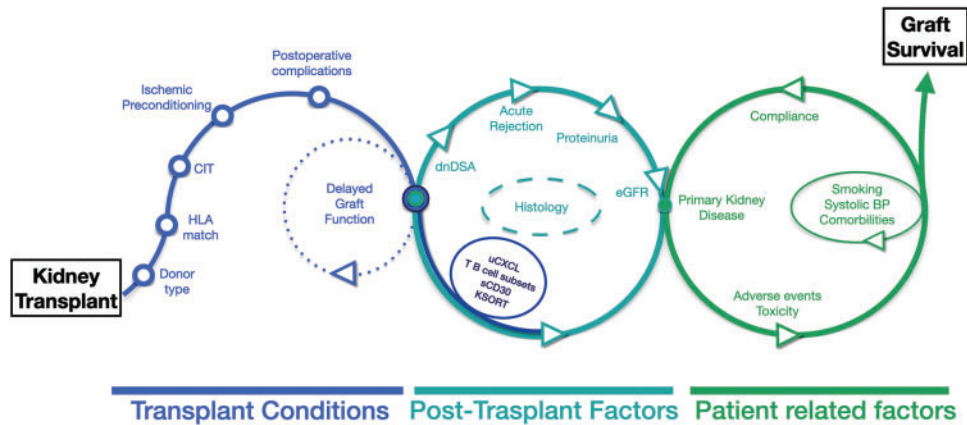 Graft
Survival
Postoperative
complications
Ischemic
Preconditioning
CIT
HLA
match
Donor
type
Kidney
Transplant
Delayed
Graft
Function
dnDSA
Acute
Rejection
Proteinuria
eGFR
Histology
uCXCL
T B cell subsets
sCD30
KSORT
Compliance
Primary Kidney
Disease
Smoking
Systolic BP
Comorbilities
Adverse events
Toxicity
Transplant Conditions
Post-Trasplant Factors
Patient related factors